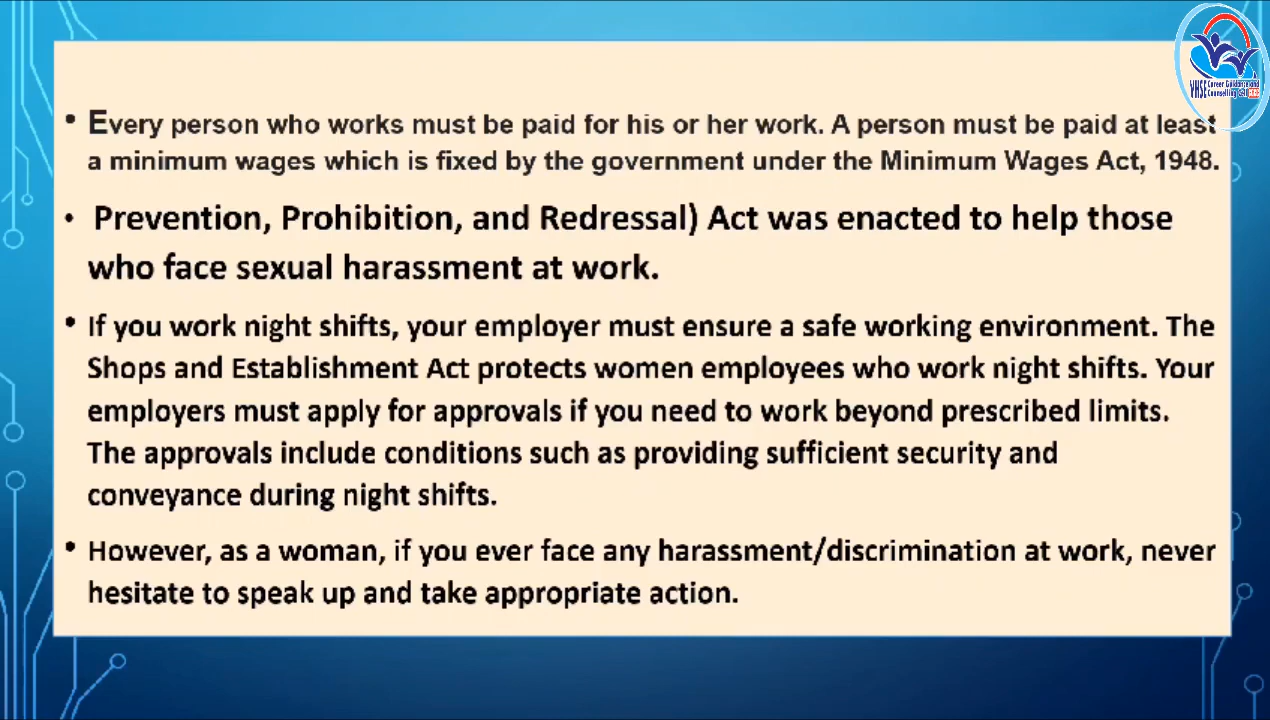 • Every person who works must be paid for his or her work. A person must be paid at least
a minimum wages which is fixed by the government under the Minimum Wages Act, 1948.
• Prevention, Prohibition, and Redressal) Act was enacted to help those
who face sexual harassment at work.
• If you work night shifts, your employer must ensure a safe working environment. The
Shops and Establishment Act protects women employees who work night shifts. Your
employers must apply for approvals if you need to work beyond prescribed limits.
The approvals include conditions such as providing sufficient security and
conveyance during night shifts.
• However, as a woman, if you ever face any harassment/discrimination at work, never
hesitate to speak up and take appropriate action.
VHSE Career Guidance and
Counselling cell